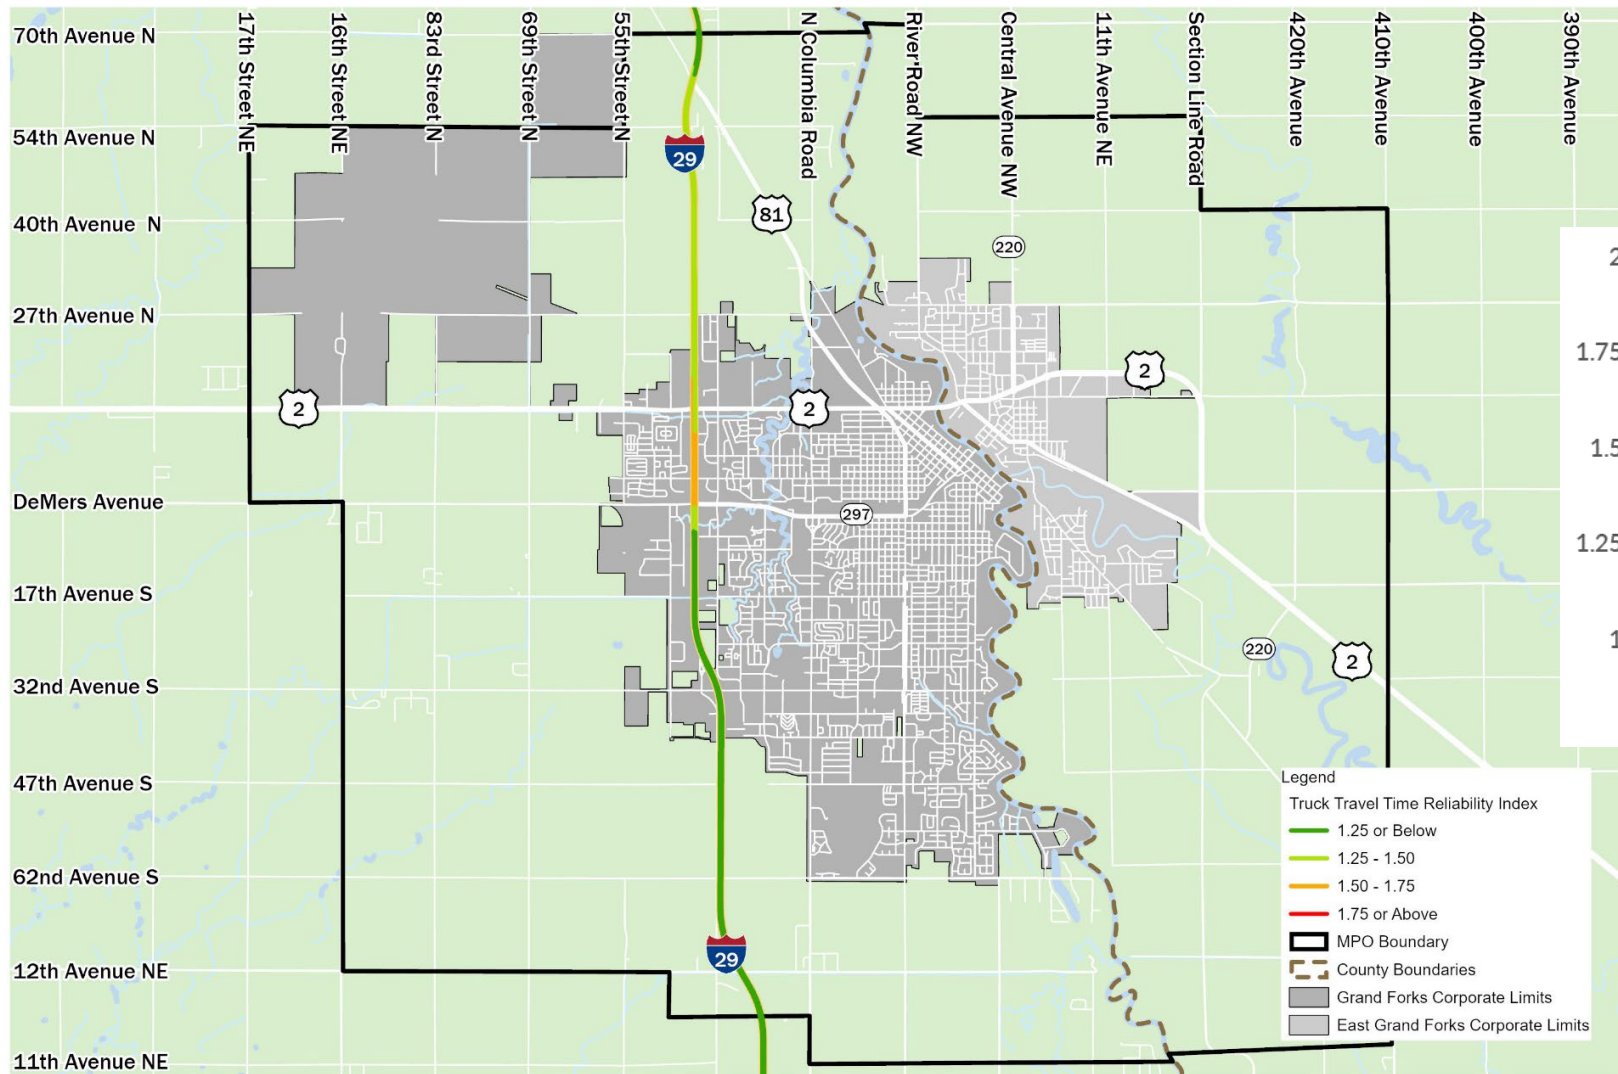 17th Street NE
16th Street NE
83rd Street N
69th Street N
55th Street N
N Columbia Road
River Road NW
Central Avenue NW
11th Avenue NE
Section Line Road
420th Avenue
410th Avenue
400th Avenue
390th Avenue
70th Avenue N
54th Avenue N
40th Avenue N
27th Avenue N
DeMers Avenue
17th Avenue S
32nd Avenue S
47th Avenue S
62nd Avenue S
12th Avenue NE
11th Avenue NE
29
81
220
2
2
2
297
220
2
29
2
1.75
1.5
1.25
1
Legend
Truck Travel Time Reliability Index
1.25 or Below
1.25 - 1.50
1.50 - 1.75
1.75 or Above
MPO Boundary
County Boundaries
Grand Forks Corporate Limits
East Grand Forks Corporate Limits